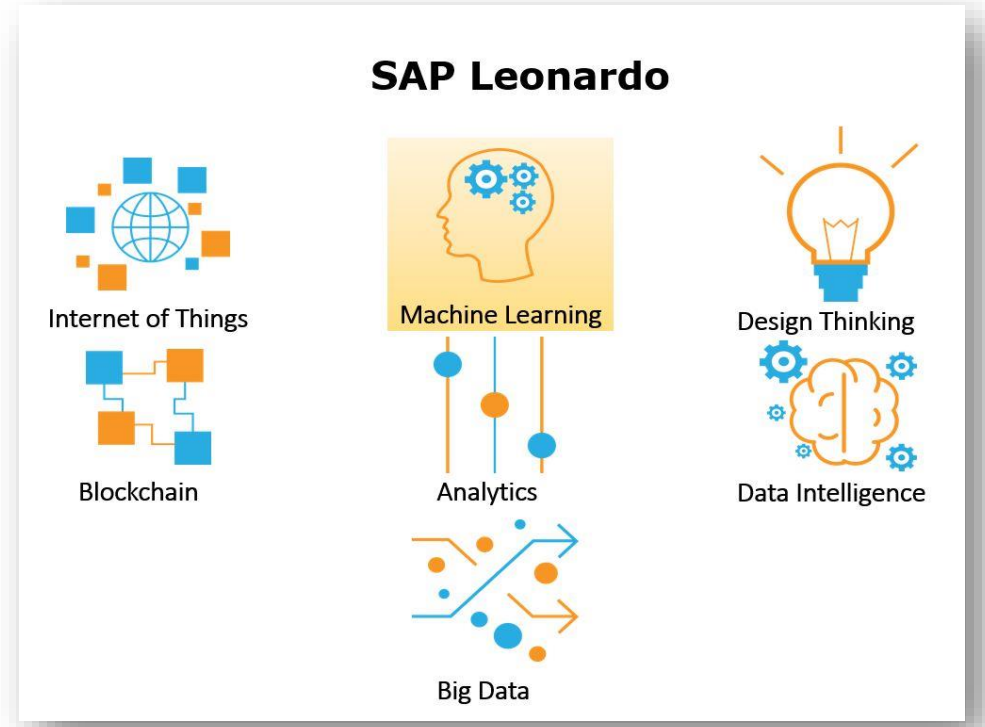 SAP Leonardo
Internet of Things
Machine Learning
Design Thinking
Blockchain
Analytics
Data Intelligence
Big Data